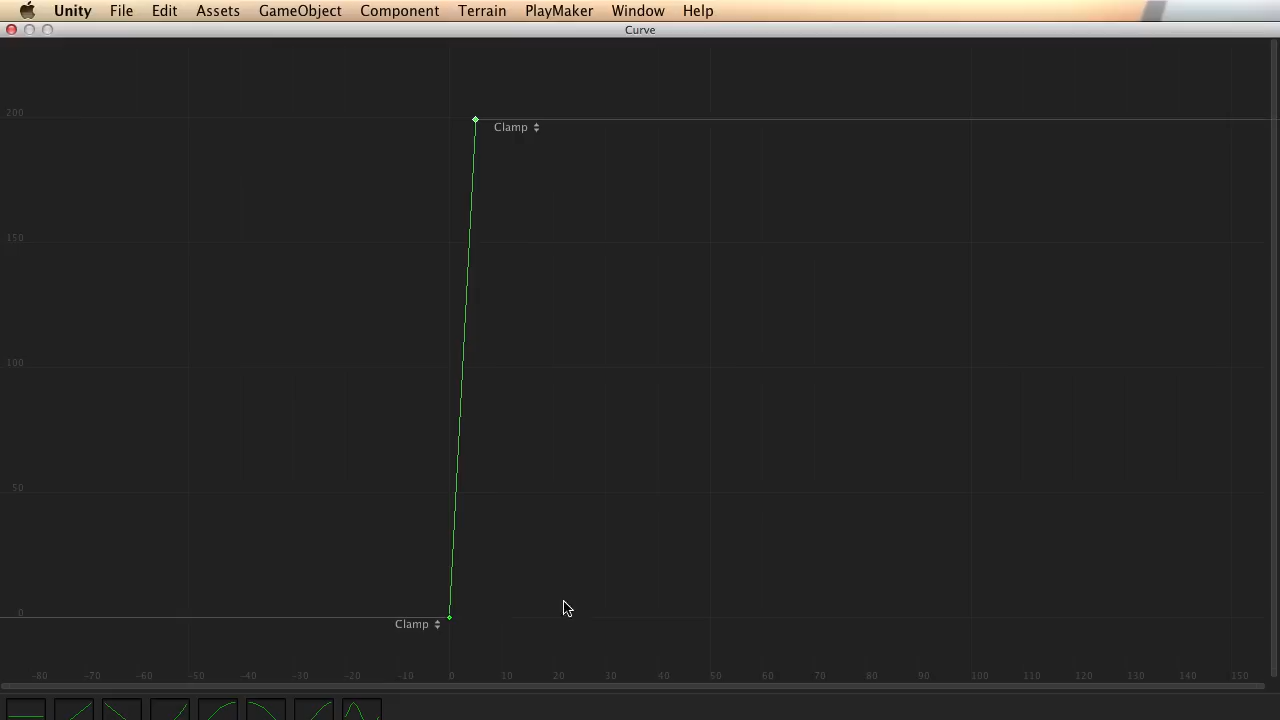 Unity File Edit Assets GameObject Component Terrain PlayMaker Window Help
Curve
200
Clamp
150
100
50
0
Clamp
-80 -70 -60 -50 -40 -30 -20 -10 0 10 20 30 40 50 60 70 80 90 100 110 120 130 140 150